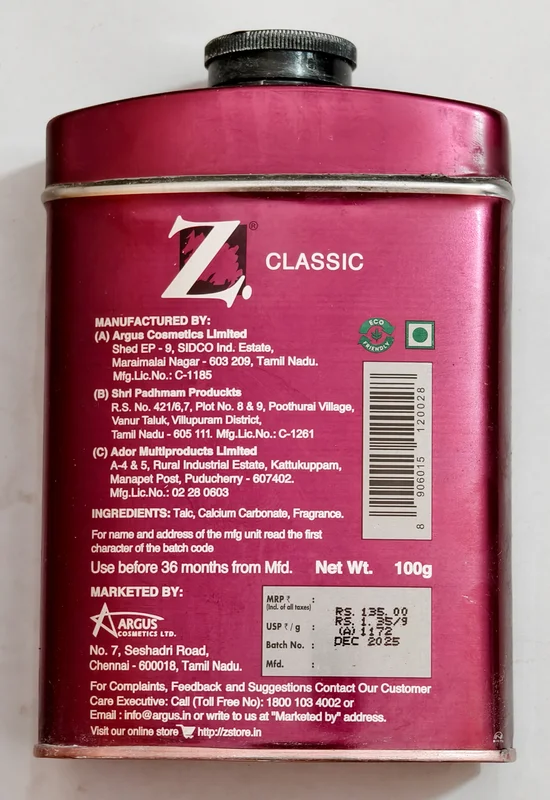 Z.®
CLASSIC
MANUFACTURED BY:
(A) Argus Cosmetics Limited
Shed EP - 9, SIDCO Ind. Estate,
Maraimalai Nagar - 603 209, Tamil Nadu.
Mfg.Lic.No.: C-1185
ECO FRIENDLY
(B) Shri Padhmam Produckts
R.S. No. 421/6,7, Plot No. 8 & 9, Poothurai Village,
Vanur Taluk, Villupuram District,
Tamil Nadu - 605 111. Mfg.Lic.No.: C-1261
(C) Ador Multiproducts Limited
A-4 & 5, Rural Industrial Estate, Kattukuppam,
Manapet Post, Puducherry - 607402.
Mfg.Lic.No.: 02 28 0603
8 906015 120028
INGREDIENTS: Talc, Calcium Carbonate, Fragrance.
For name and address of the mfg unit read the first
character of the batch code
Use before 36 months from Mfd. Net Wt. 100g
MARKETED BY:
ARGUS
COSMETICS LTD.
No. 7, Seshadri Road,
Chennai - 600018, Tamil Nadu.
MRP ₹ : RS. 135.00
(Incl. of all taxes)
USP ₹ / g : RS. 1.35/9
Batch No. : (A) 1172
Mfd. : DEC 2025
For Complaints, Feedback and Suggestions Contact Our Customer
Care Executive: Call (Toll Free No): 1800 103 4002 or
Email : info@argus.in or write to us at "Marketed by" address.
Visit our online store http://zstore.in